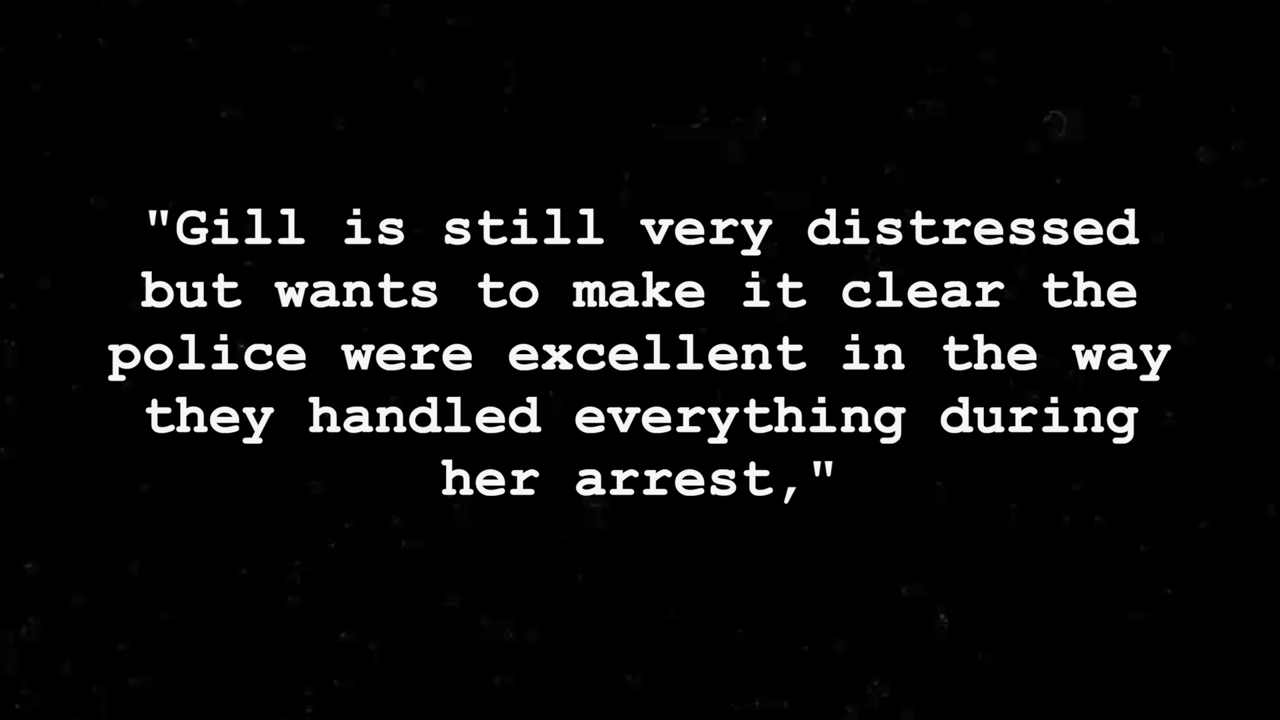 "Gill is still very distressed
but wants to make it clear the
police were excellent in the way
they handled everything during
her arrest,"